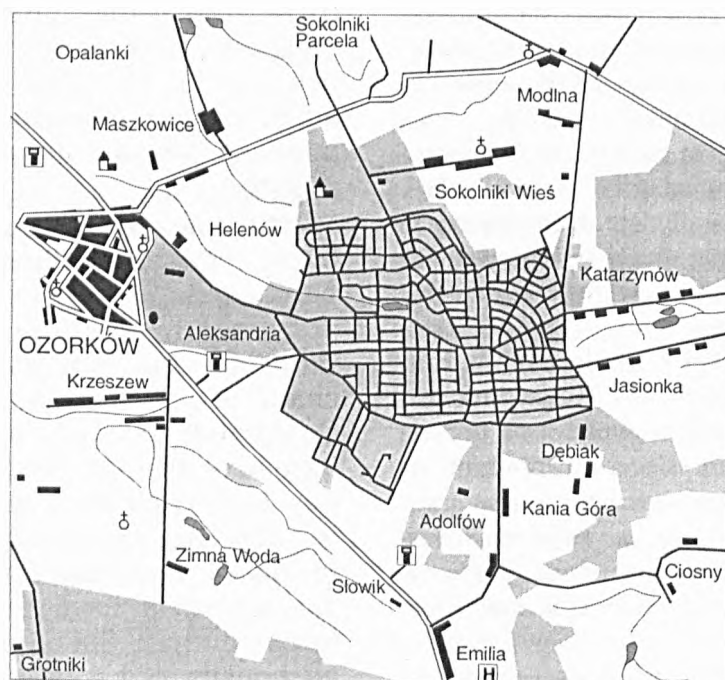 Sokolniki
Parcela
Opalanki
Modlna
Maszkowice
Sokolniki Wieś
Helenów
Katarzynów
Aleksandria
OZORKÓW
Krzeszew
Jasionka
Dębiak
Kania Góra
Adolfów
Zimna Woda
Slowik
Ciosny
Emilia
H
Grotniki